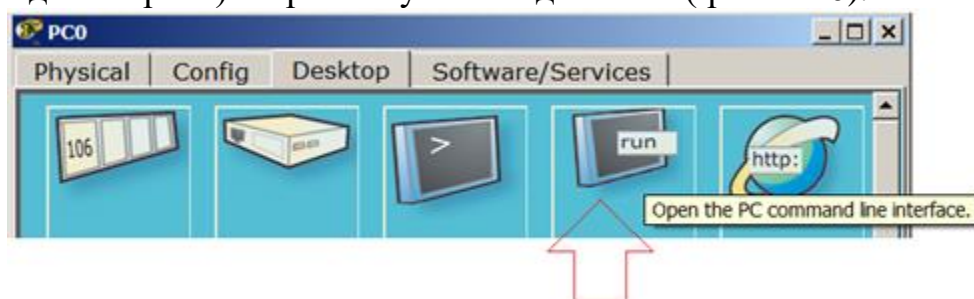 PC0
Physical Config Desktop Software/Services
106
>
run
http:
Open the PC command line interface.